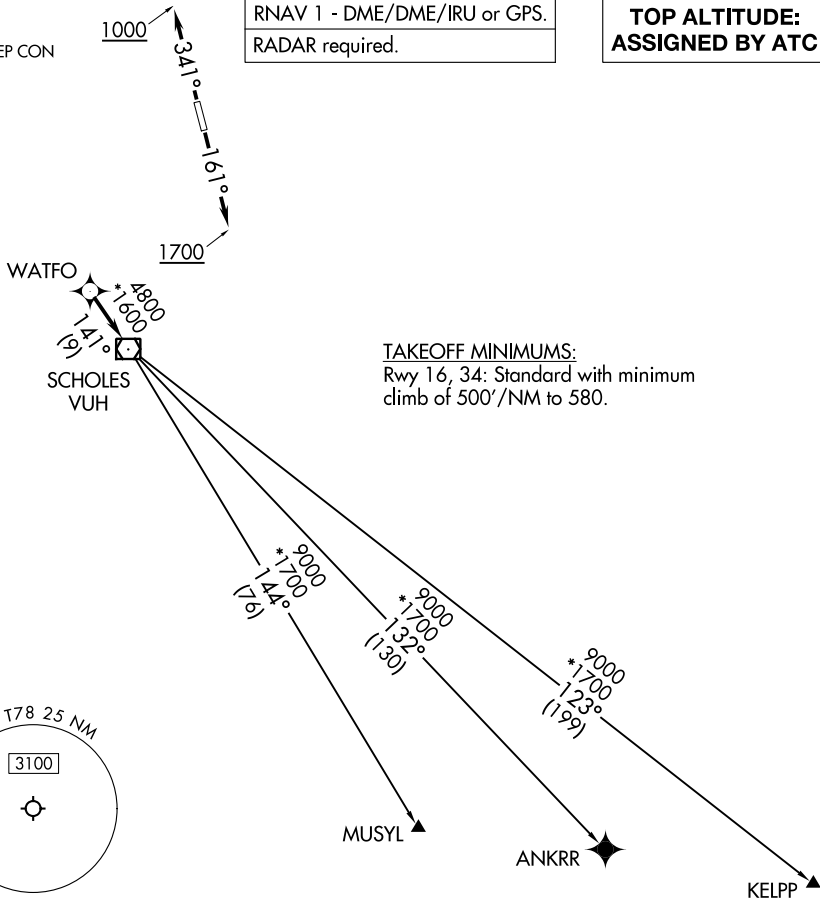 EP CON
RNAV 1 - DME/DME/IRU or GPS.
RADAR required.
TOP ALTITUDE:
ASSIGNED BY ATC
1000
341°
161°
1700
WATFO
4800
*1600
141°
(9)
SCHOLES
VUH
TAKEOFF MINIMUMS:
Rwy 16, 34: Standard with minimum
climb of 500'/NM to 580.
9000
*1700
144°
(76)
9000
*1700
132°
(130)
9000
*1700
123°
(199)
T78 25 NM
3100
MUSYL
ANKRR
KELPP